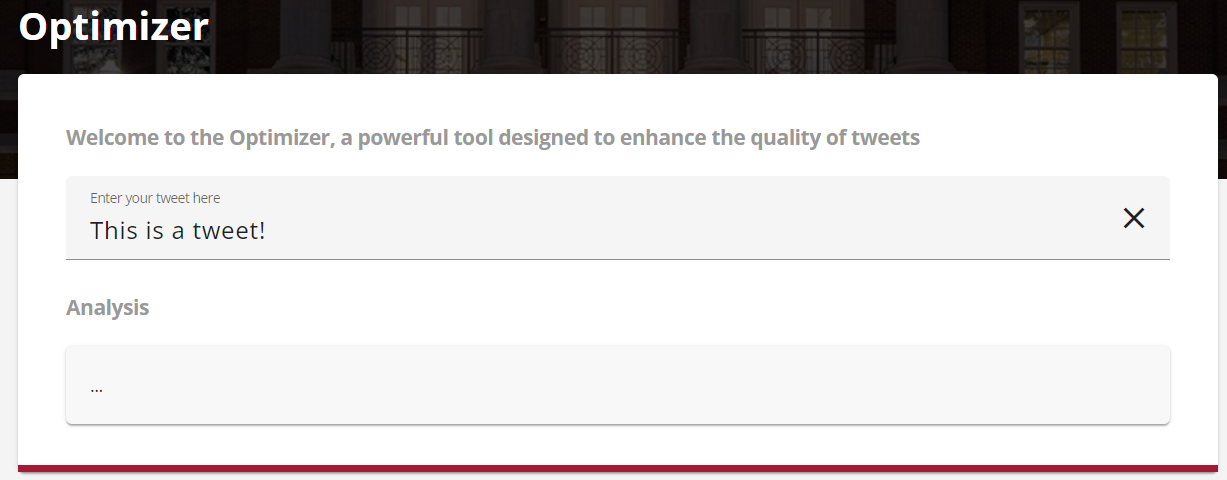 Optimizer
Welcome to the Optimizer, a powerful tool designed to enhance the quality of tweets
Enter your tweet here
This is a tweet!
Analysis
...